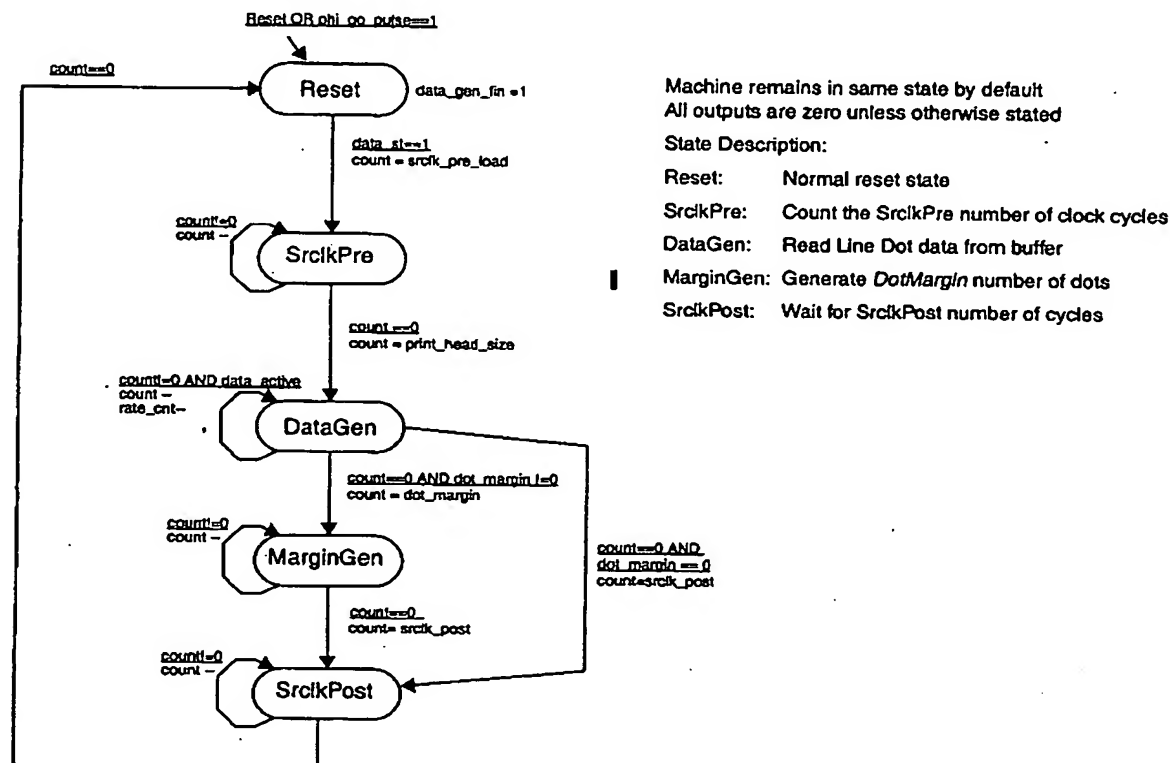 Reset OR phi_go_pulse==1
count==0
Reset
data_gen_fin =1
data_st==1
count = srclk_pre_load
count!=0
count --
SrclkPre
count ==0
count = print_head_size
count!=0 AND data_active
count --
rate_cnt--
DataGen
count==0 AND dot_margin !=0
count = dot_margin
count!=0
count --
MarginGen
count==0 AND
dot_margin == 0
count=srclk_post
count==0
count= srclk_post
count!=0
count --
SrclkPost
Machine remains in same state by default
All outputs are zero unless otherwise stated
State Description:
Reset: Normal reset state
SrclkPre: Count the SrclkPre number of clock cycles
DataGen: Read Line Dot data from buffer
MarginGen: Generate DotMargin number of dots
SrclkPost: Wait for SrclkPost number of cycles